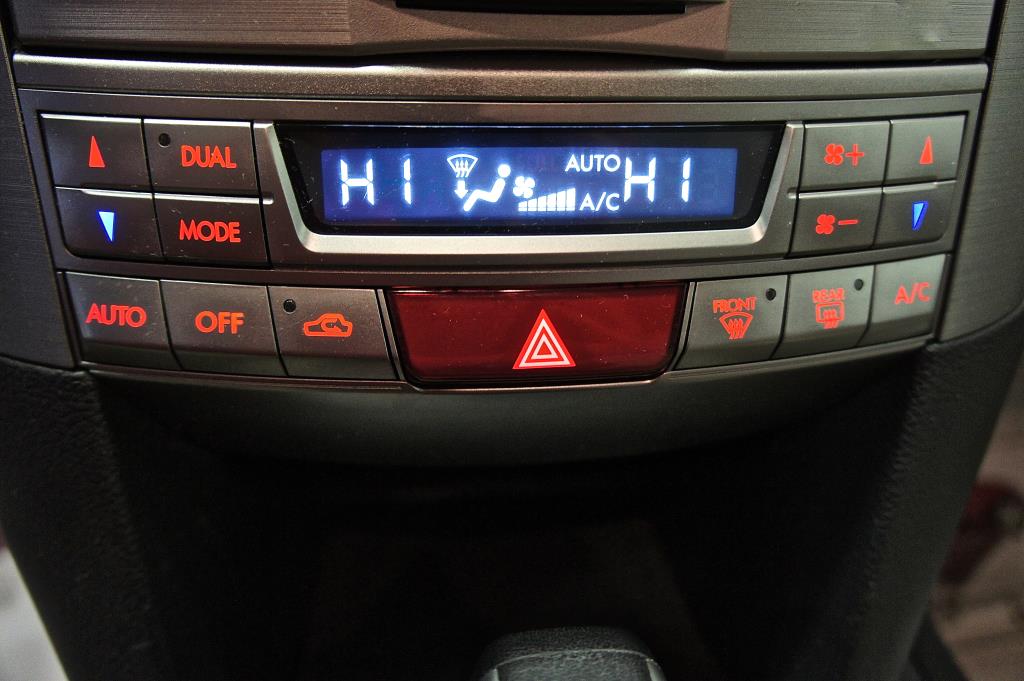 DUAL
MODE
HI AUTO HI
A/C
AUTO OFF
FRONT REAR A/C